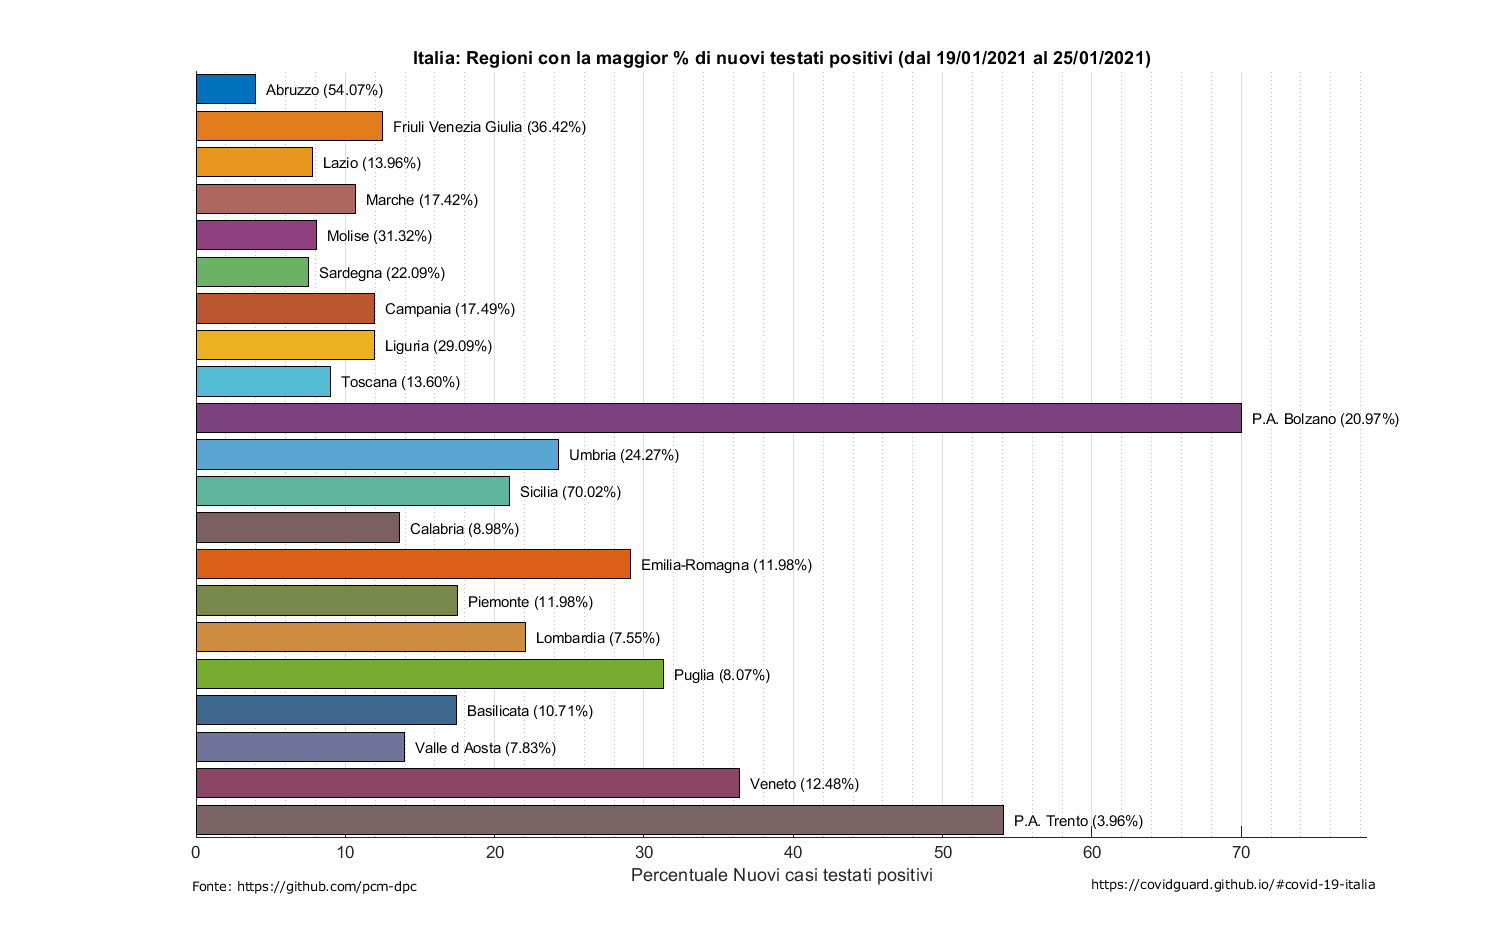 Italia: Regioni con la maggior % di nuovi testati positivi (dal 19/01/2021 al 25/01/2021)
Abruzzo (54.07%)
Friuli Venezia Giulia (36.42%)
Lazio (13.96%)
Marche (17.42%)
Molise (31.32%)
Sardegna (22.09%)
Campania (17.49%)
Liguria (29.09%)
Toscana (13.60%)
P.A. Bolzano (20.97%)
Umbria (24.27%)
Sicilia (70.02%)
Calabria (8.98%)
Emilia-Romagna (11.98%)
Piemonte (11.98%)
Lombardia (7.55%)
Puglia (8.07%)
Basilicata (10.71%)
Valle d Aosta (7.83%)
Veneto (12.48%)
P.A. Trento (3.96%)
0 10 20 30 40 50 60 70
Percentuale Nuovi casi testati positivi
Fonte: https://github.com/pcm-dpc
https://covidguard.github.io/#covid-19-italia